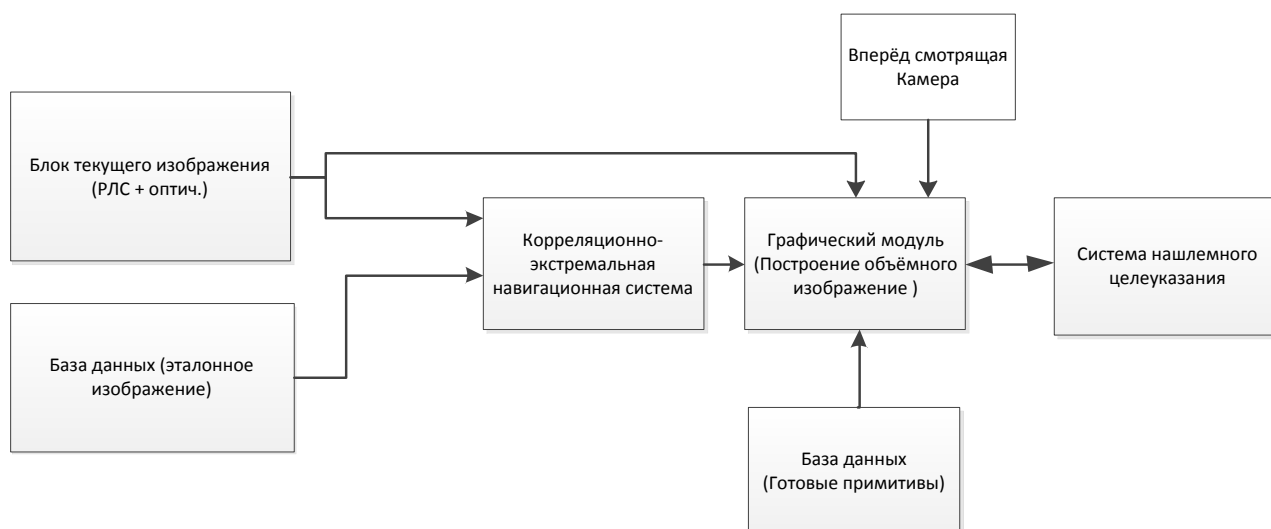 Вперёд смотрящая
Камера
Блок текущего изображения
(РЛС + оптич.)
Корреляционно-
экстремальная
навигационная система
Графический модуль
(Построение объёмного
изображение )
Система нашлемного
целеуказания
База данных (эталонное
изображение)
База данных
(Готовые примитивы)